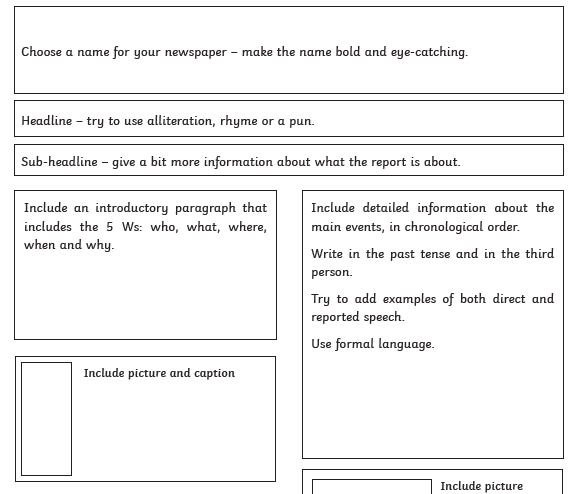 Choose a name for your newspaper – make the name bold and eye-catching.
Headline – try to use alliteration, rhyme or a pun.
Sub-headline – give a bit more information about what the report is about.
Include an introductory paragraph that
includes the 5 Ws: who, what, where,
when and why.
Include picture and caption
Include detailed information about the
main events, in chronological order.
Write in the past tense and in the third
person.
Try to add examples of both direct and
reported speech.
Use formal language.
Include picture